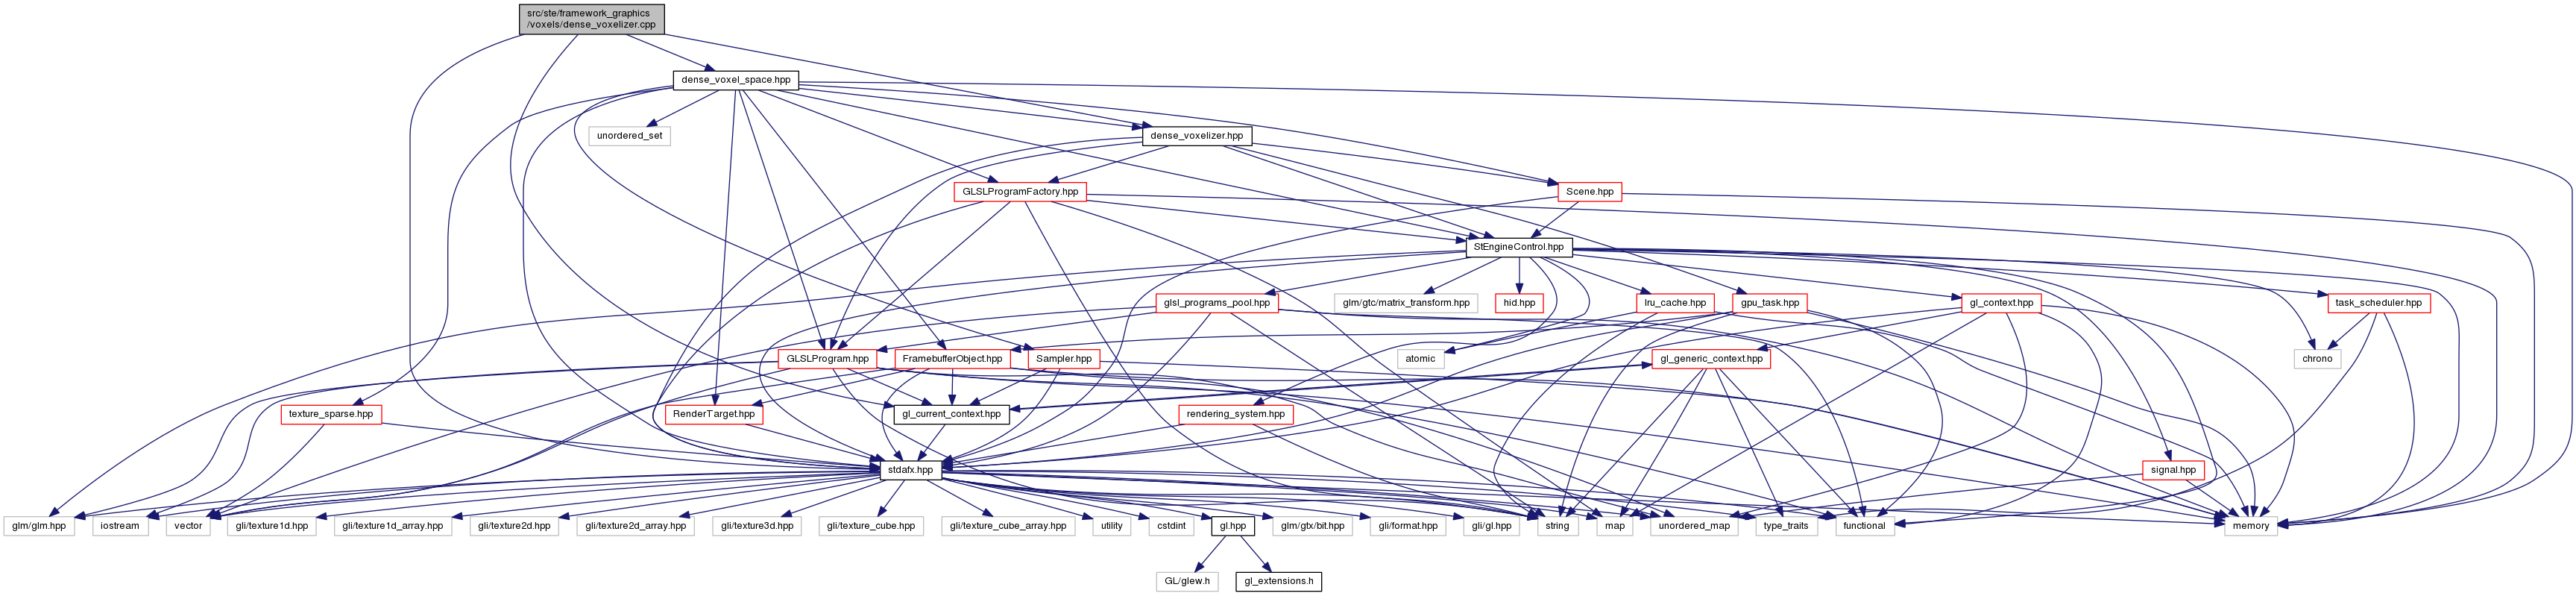 src/ste/framework_graphics
/voxels/dense_voxelizer.cpp
dense_voxel_space.hpp
unordered_set
dense_voxelizer.hpp
GLSLProgramFactory.hpp
Scene.hpp
StEngineControl.hpp
glsl_programs_pool.hpp
glm/gtc/matrix_transform.hpp
hid.hpp
lru_cache.hpp
gpu_task.hpp
gl_context.hpp
task_scheduler.hpp
GLSLProgram.hpp
FramebufferObject.hpp
Sampler.hpp
atomic
gl_generic_context.hpp
chrono
texture_sparse.hpp
RenderTarget.hpp
gl_current_context.hpp
rendering_system.hpp
stdafx.hpp
signal.hpp
glm/glm.hpp
iostream
vector
gli/texture1d.hpp
gli/texture1d_array.hpp
gli/texture2d.hpp
gli/texture2d_array.hpp
gli/texture3d.hpp
gli/texture_cube.hpp
gli/texture_cube_array.hpp
utility
cstdint
gl.hpp
glm/gtx/bit.hpp
gli/format.hpp
gli/gl.hpp
string
map
unordered_map
type_traits
functional
memory
GL/glew.h
gl_extensions.h